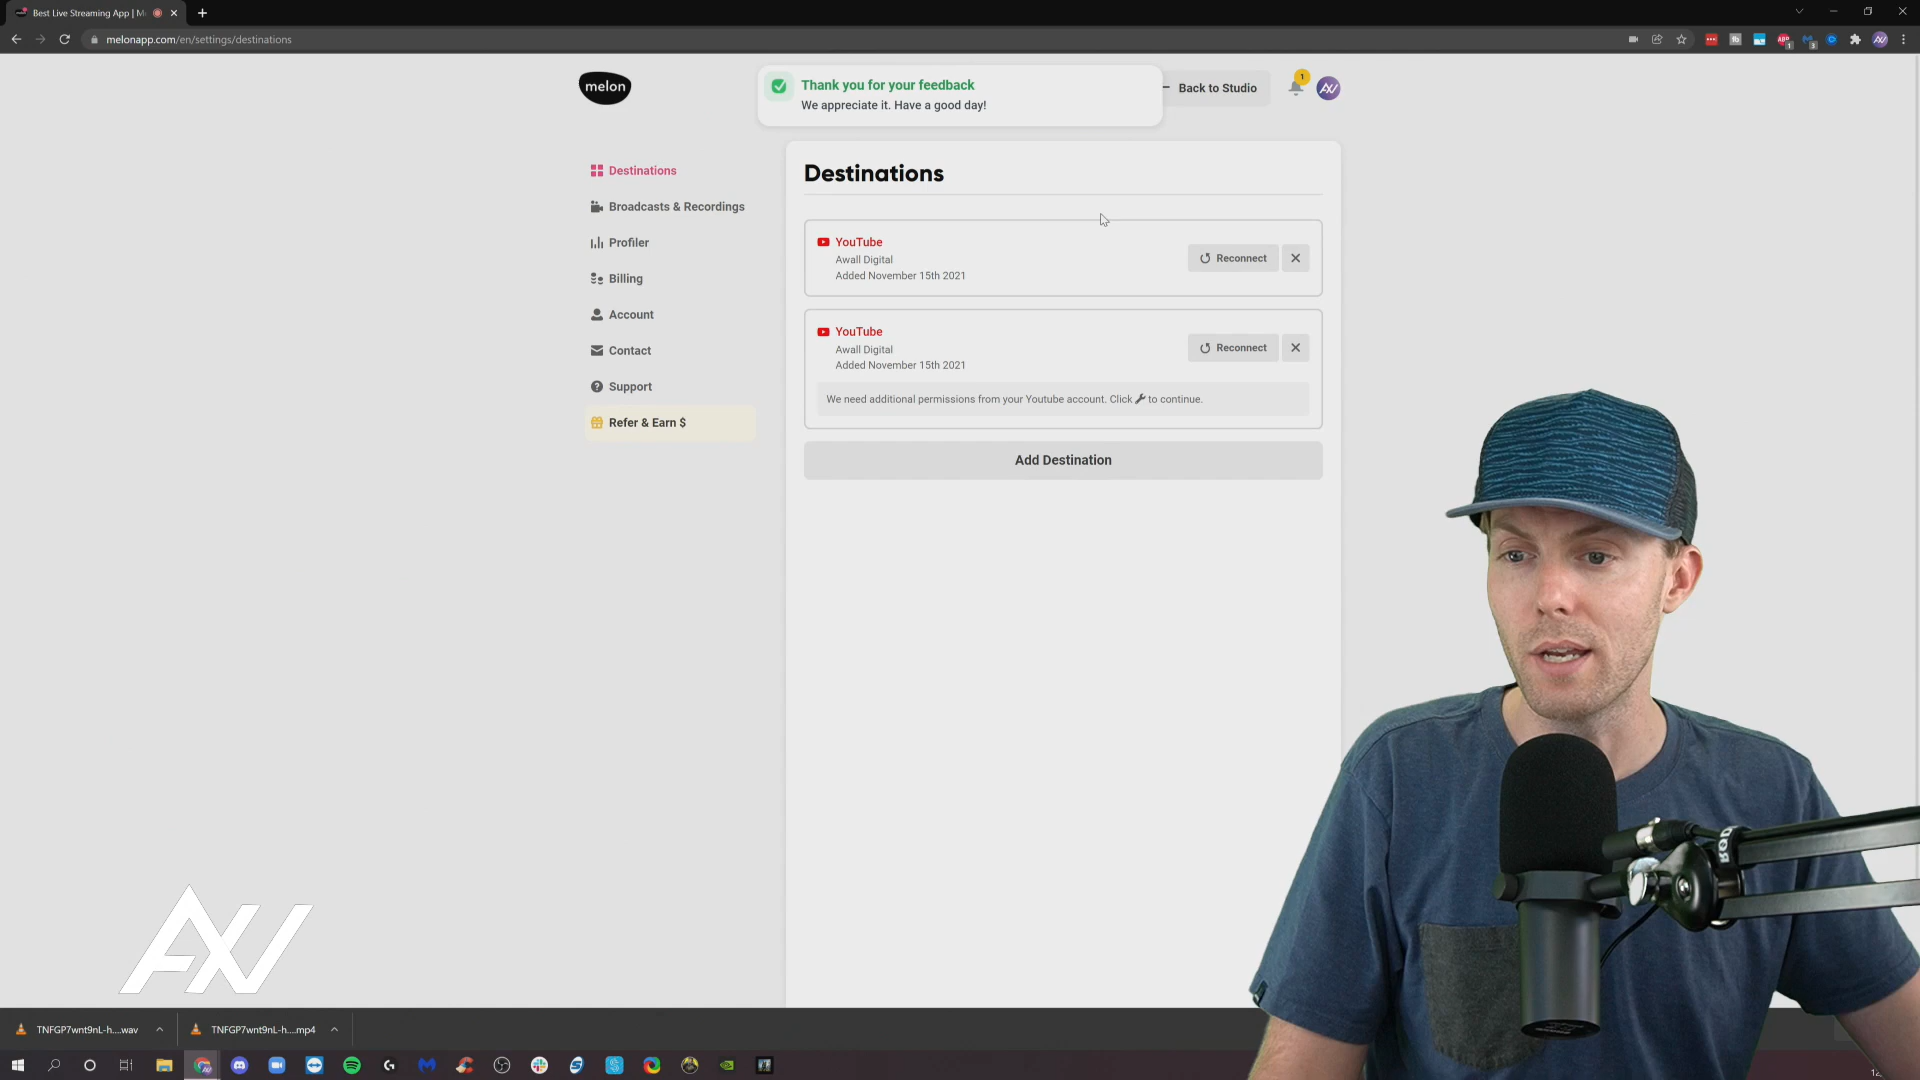 Best Live Streaming App | M
melonapp.com/en/settings/destinations
melon
Thank you for your feedback
We appreciate it. Have a good day!
Back to Studio
1
Destinations
Broadcasts & Recordings
Profiler
Billing
Account
Contact
Support
Refer & Earn $
Destinations
YouTube
Awall Digital
Added November 15th 2021
Reconnect
YouTube
Awall Digital
Added November 15th 2021
Reconnect
We need additional permissions from your Youtube account. Click to continue.
Add Destination
TNFGP7wnt9nL-h....wav
TNFGP7wnt9nL-h....mp4